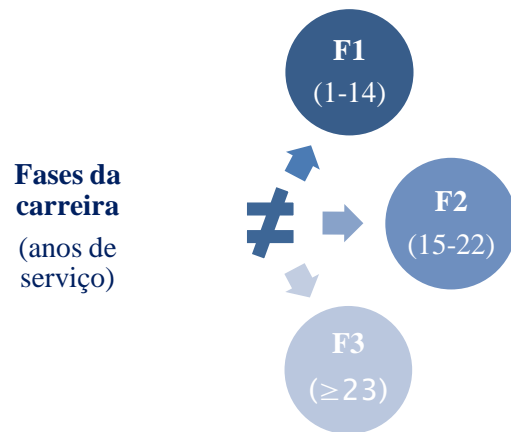 F1
(1-14)
Fases da
carreira
(anos de
serviço)
≠
F2
(15-22)
F3
(≥23)